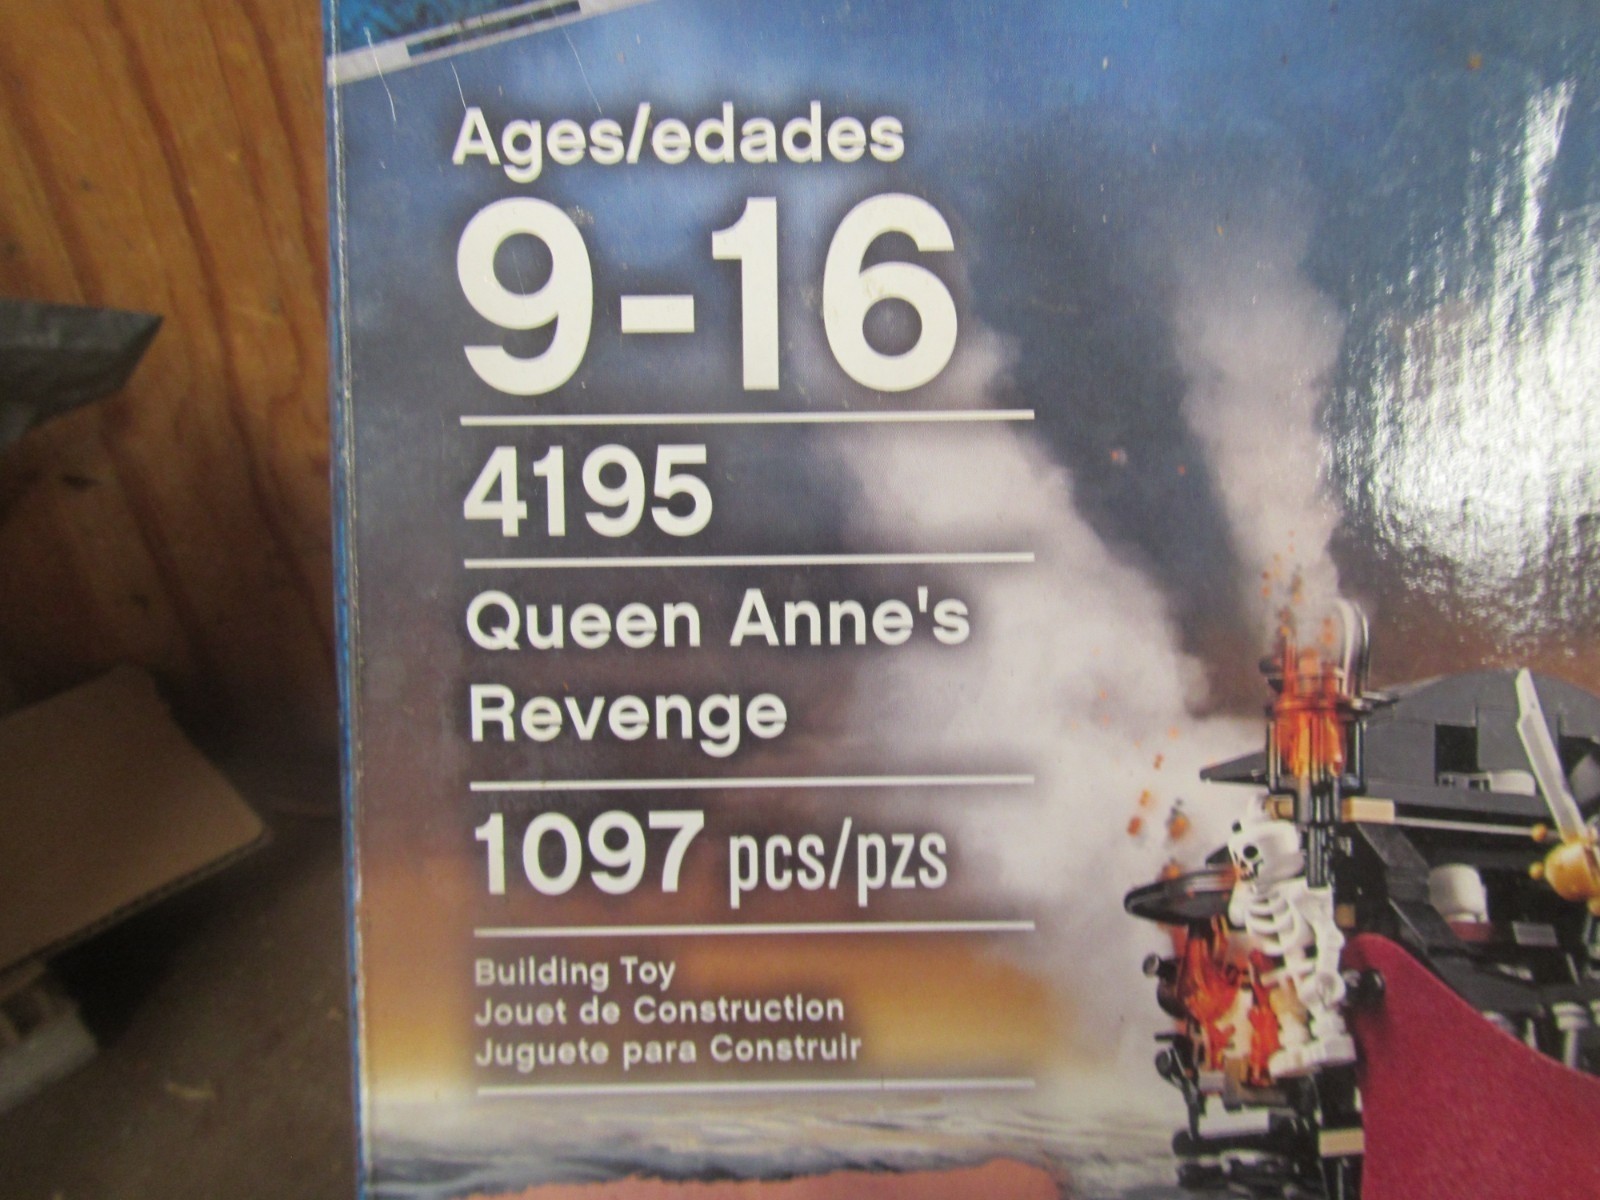 Ages/edades
9-16
4195
Queen Anne's
Revenge
1097 pcs/pzs
Building Toy
Jouet de Construction
Juguete para Construir